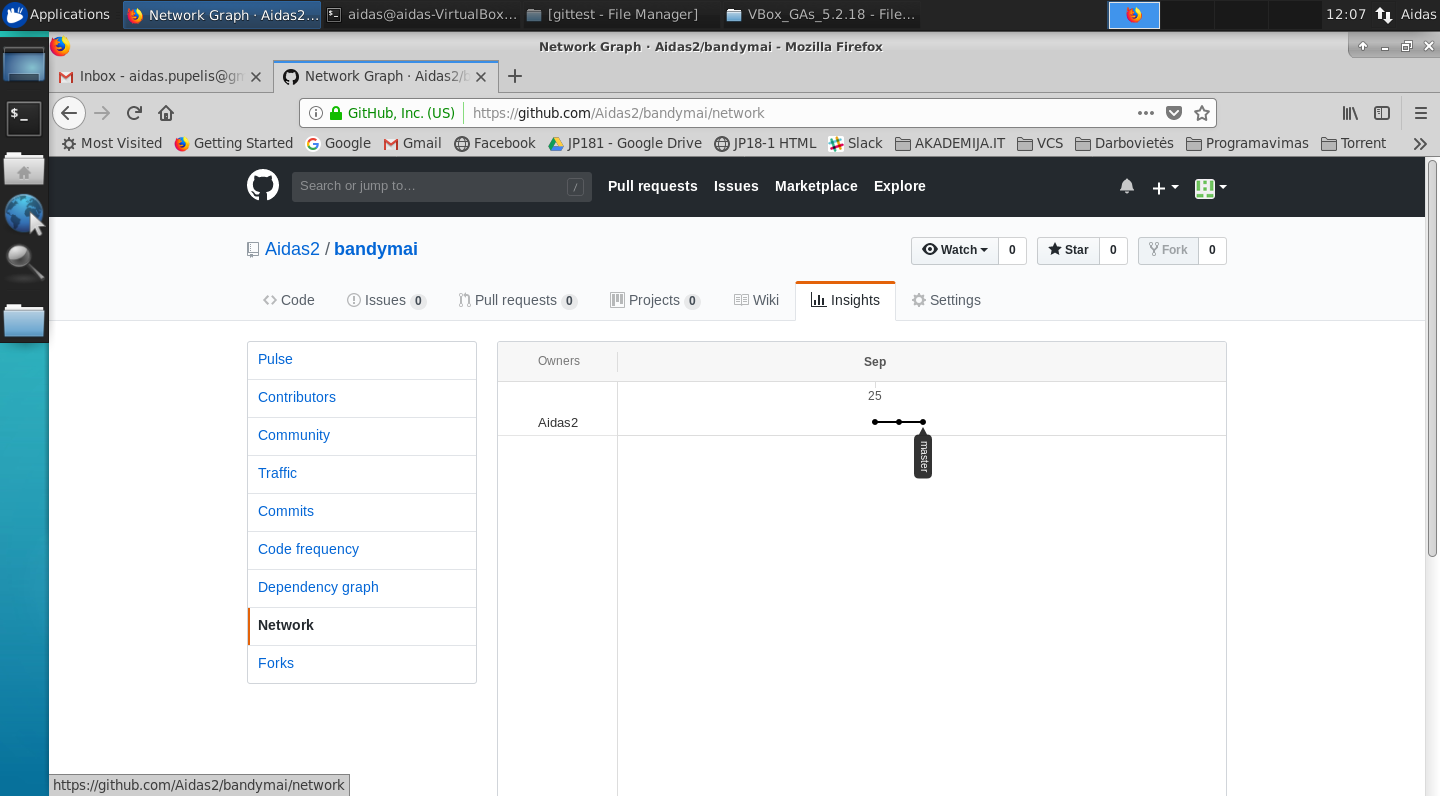 Applications
Network Graph · Aidas2...
aidas@aidas-VirtualBox...
[gittest - File Manager]
VBox_GAs_5.2.18 - File...
12:07
Aidas
Network Graph · Aidas2/bandymai - Mozilla Firefox
Inbox - aidas.pupelis@gm
Network Graph · Aidas2/b
GitHub, Inc. (US)
https://github.com/Aidas2/bandymai/network
Most Visited
Getting Started
Google
Gmail
Facebook
JP181 - Google Drive
JP18-1 HTML
Slack
AKADEMIJA.IT
VCS
Darbovietės
Programavimas
Torrent
Search or jump to...
/
Pull requests
Issues
Marketplace
Explore
Aidas2 / bandymai
Watch
0
Star
0
Fork
0
Code
Issues 0
Pull requests 0
Projects 0
Wiki
Insights
Settings
Pulse
Contributors
Community
Traffic
Commits
Code frequency
Dependency graph
Network
Forks
Owners
Sep
25
Aidas2
master
https://github.com/Aidas2/bandymai/network